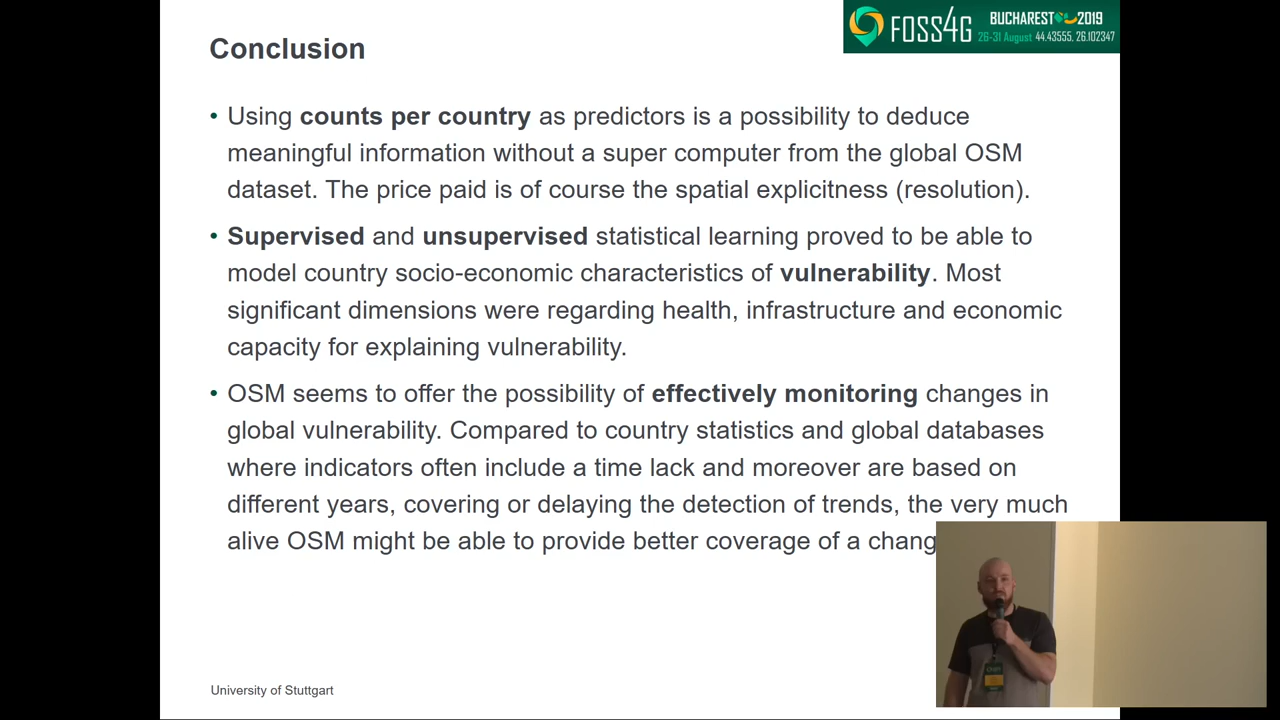 Conclusion
FOSS4G
BUCHAREST 2019
26-31 August 44.43555, 26.102347
• Using counts per country as predictors is a possibility to deduce
meaningful information without a super computer from the global OSM
dataset. The price paid is of course the spatial explicitness (resolution).
• Supervised and unsupervised statistical learning proved to be able to
model country socio-economic characteristics of vulnerability. Most
significant dimensions were regarding health, infrastructure and economic
capacity for explaining vulnerability.
• OSM seems to offer the possibility of effectively monitoring changes in
global vulnerability. Compared to country statistics and global databases
where indicators often include a time lack and moreover are based on
different years, covering or delaying the detection of trends, the very much
alive OSM might be able to provide better coverage of a chang
University of Stuttgart